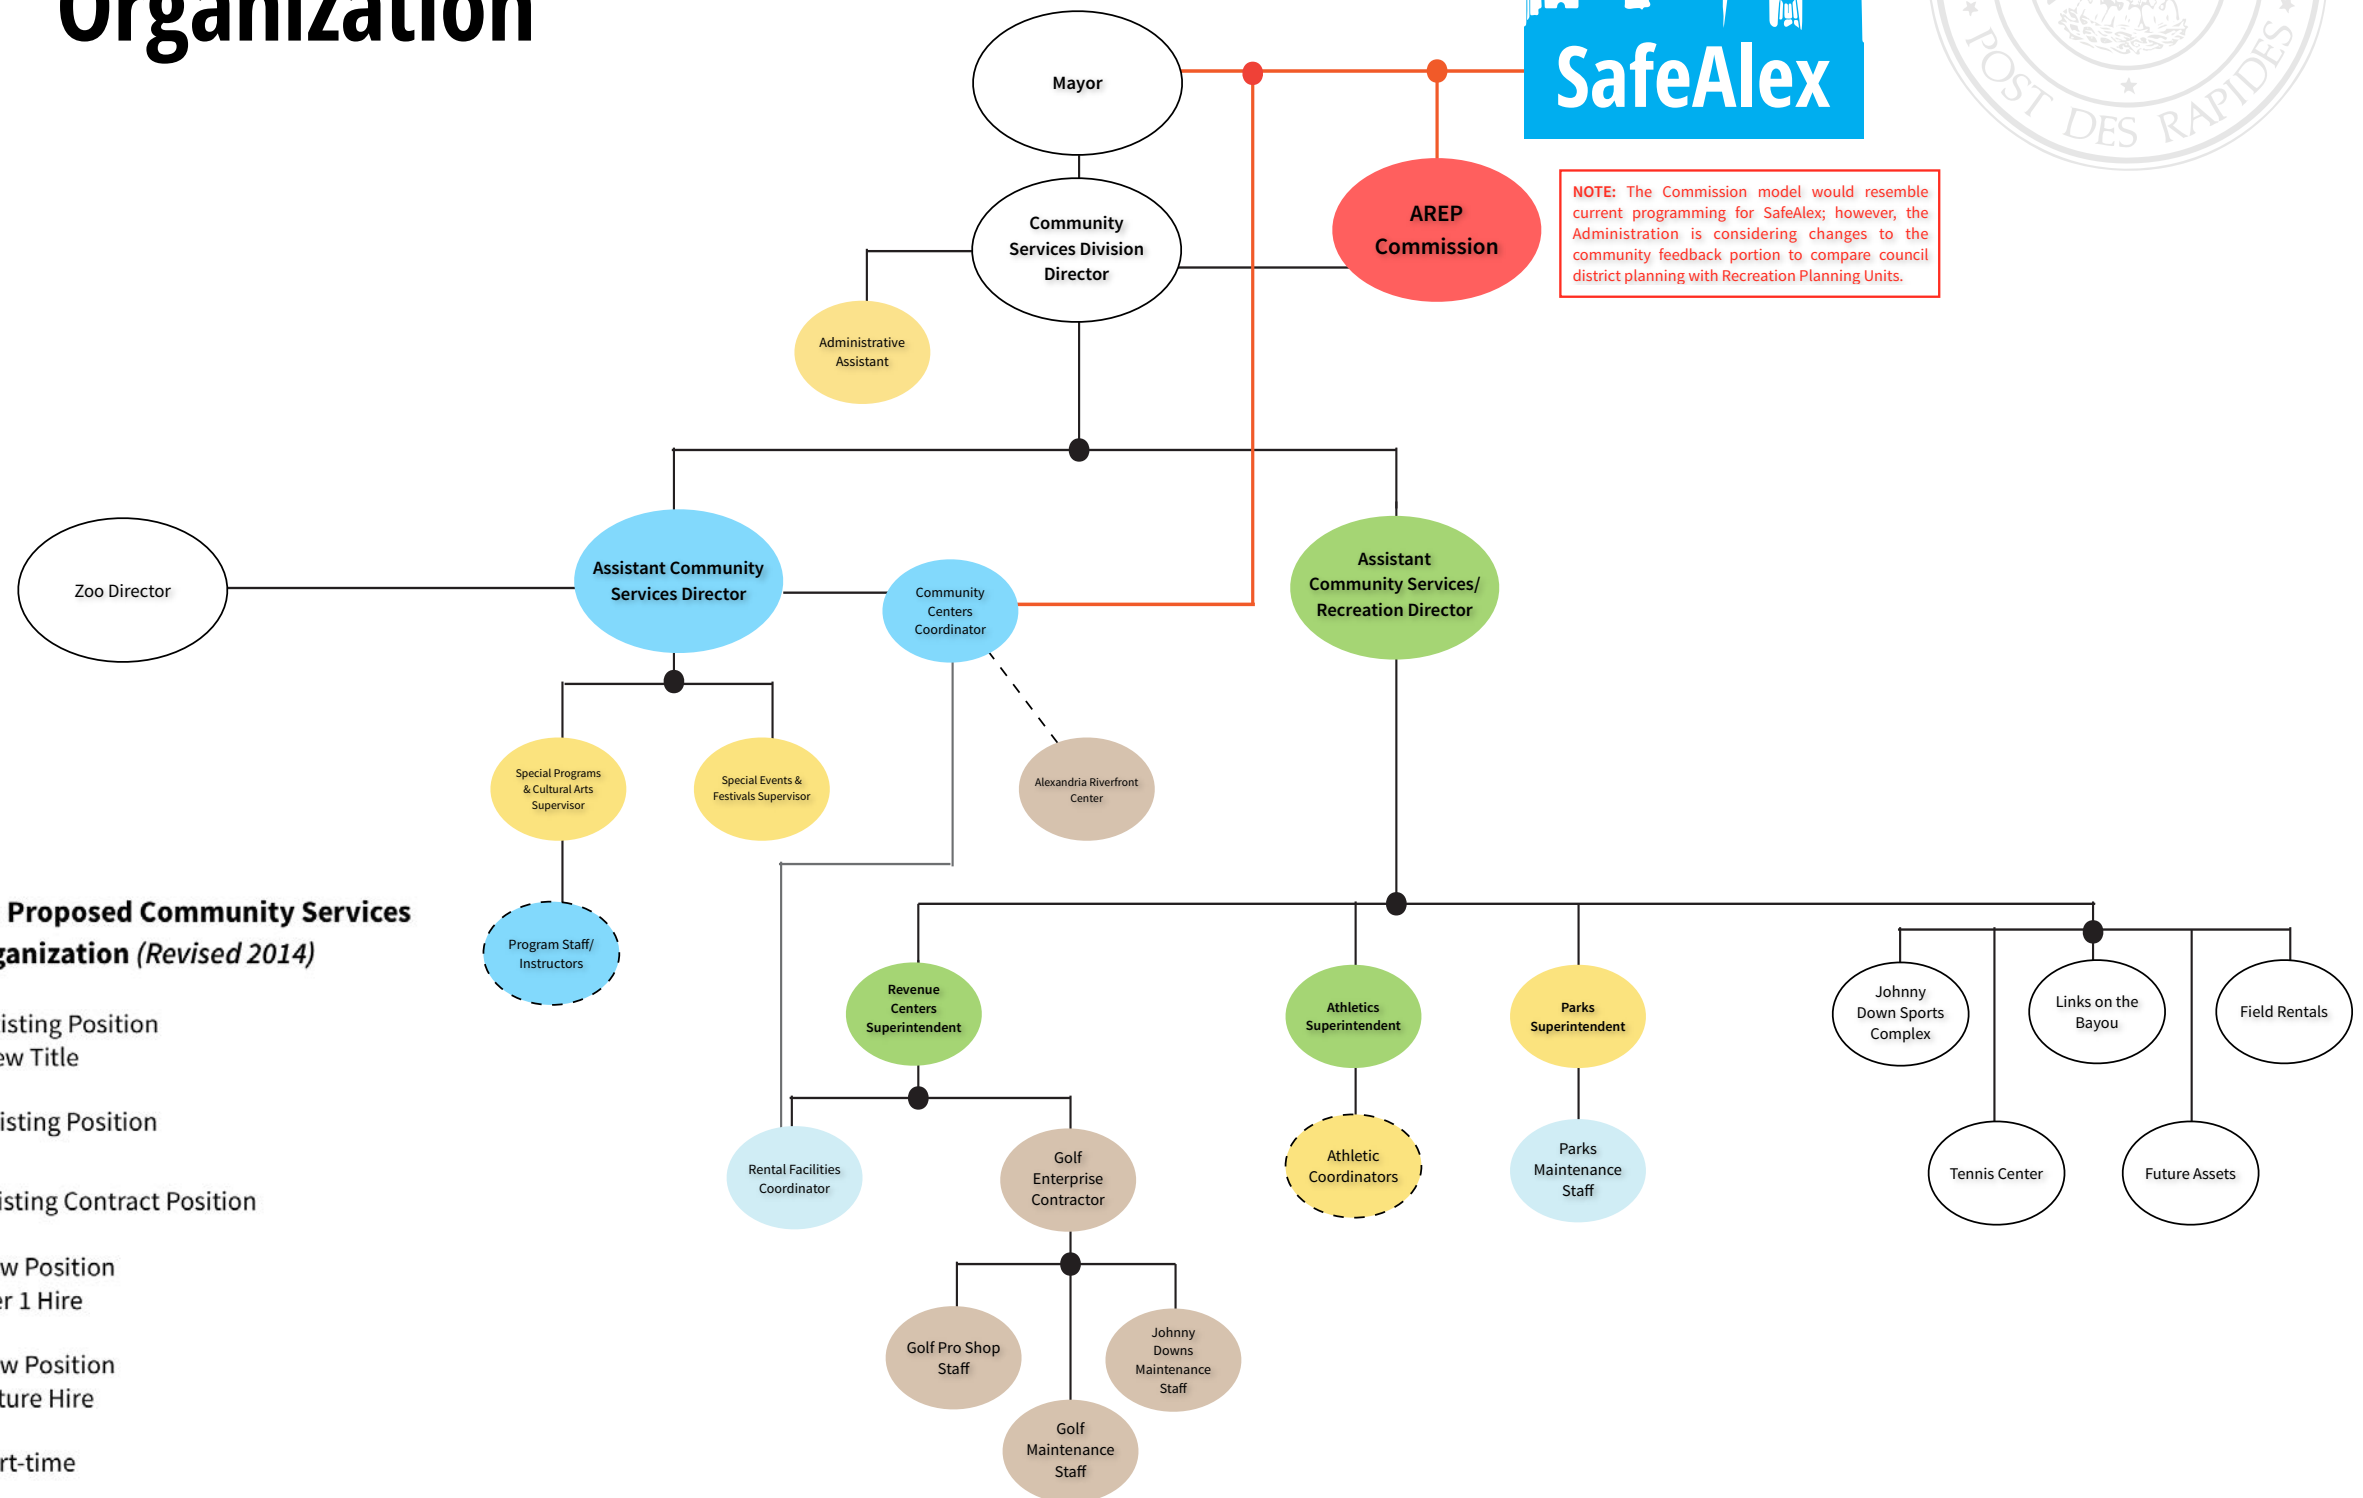 Organization
SafeAlex
POST DES RAPIDES
Mayor
NOTE: The Commission model would resemble
current programming for SafeAlex; however, the
Administration is considering changes to the
community feedback portion to compare council
district planning with Recreation Planning Units.
AREP
Commission
Community
Services Division
Director
Administrative
Assistant
Zoo Director
Assistant Community
Services Director
Community
Centers
Coordinator
Assistant
Community Services/
Recreation Director
Special Programs
& Cultural Arts
Supervisor
Special Events &
Festivals Supervisor
Alexandria Riverfront
Center
Proposed Community Services
ganization (Revised 2014)
isting Position
ew Title
isting Position
isting Contract Position
w Position
er 1 Hire
w Position
ture Hire
rt-time
Program Staff/
Instructors
Revenue
Centers
Superintendent
Athletics
Superintendent
Parks
Superintendent
Johnny
Down Sports
Complex
Links on the
Bayou
Field Rentals
Rental Facilities
Coordinator
Golf
Enterprise
Contractor
Athletic
Coordinators
Parks
Maintenance
Staff
Tennis Center
Future Assets
Golf Pro Shop
Staff
Johnny
Downs
Maintenance
Staff
Golf
Maintenance
Staff